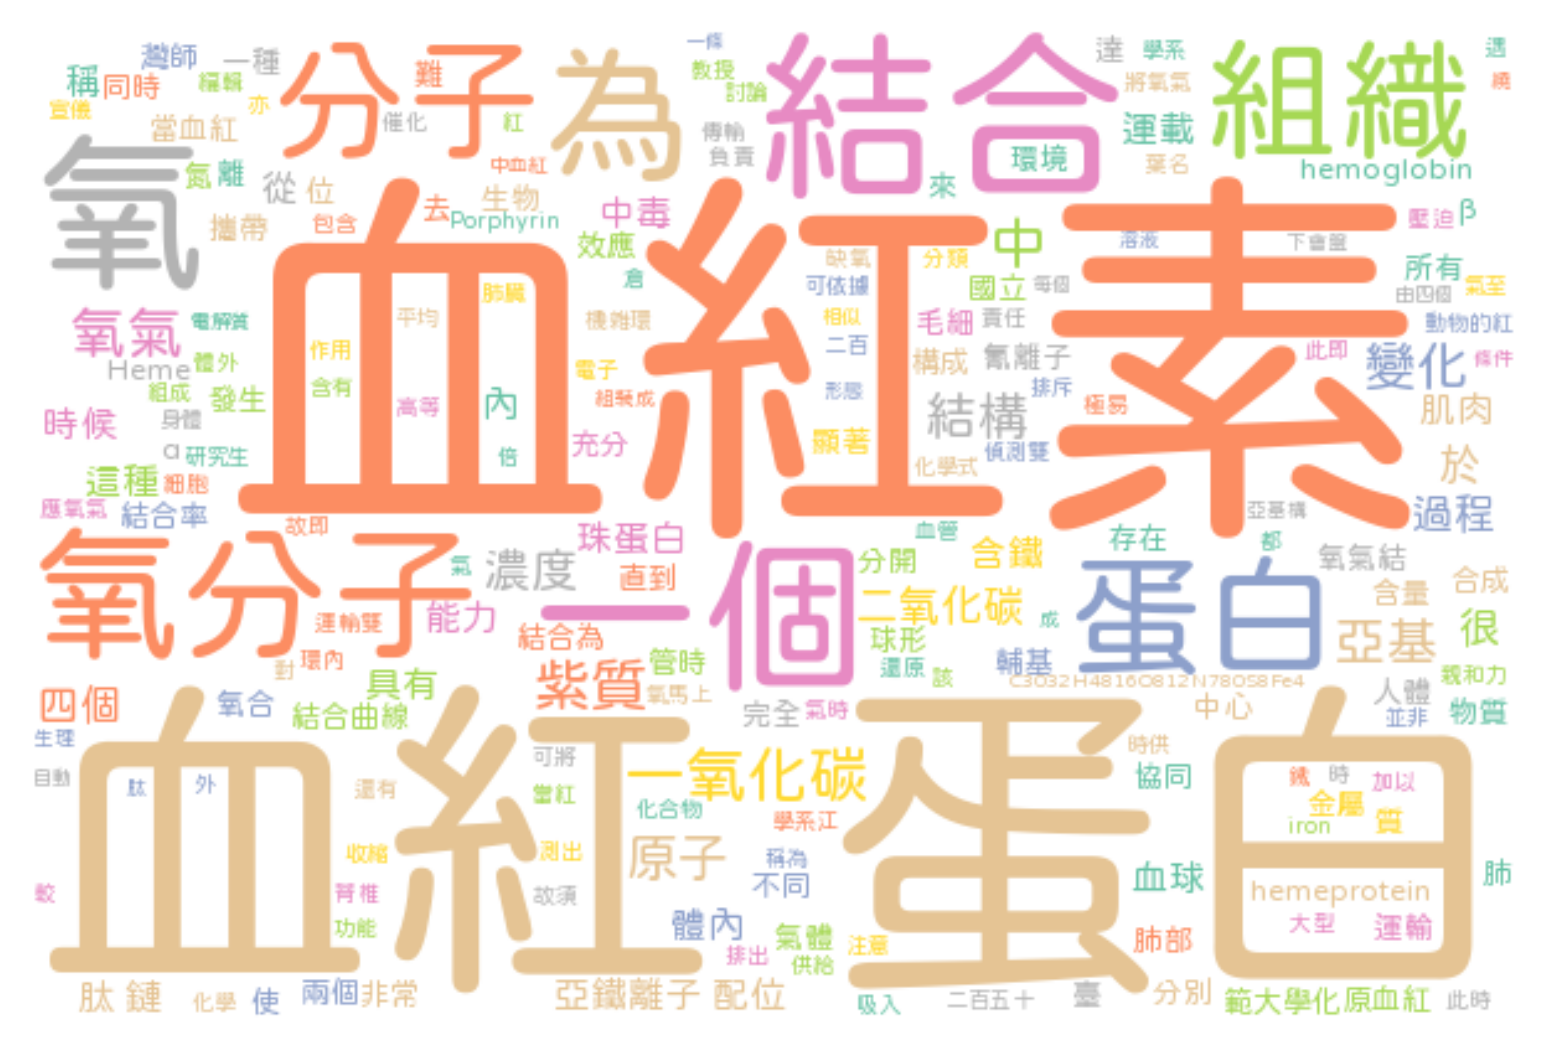 灣師 一種 分子 難 為 一條 教授 討論 結合 達 學系 將氧氣 組織 遇 繞
稱 同時 編輯 宣儀 亦 當血紅 催化 紅 傳輸 負責 環境 運載 葉名 hemoglobin
氧 氮 離 從 位 中血紅 生物 來
攜帶 包含 去 Porphyrin 中毒 效應 倉 中 溶液 下會盤 壓迫 β
血紅素
肺臟 缺氧 分類 可依據 國立 每個 所有 由四個 氣至
氧氣 電解質 平均 相似 毛細 責任 動物的紅
Heme 體外 作用 電子 二百 構成 氰離子 此即 變化 條件
組成 發生 含有 高等 內 形態 排斥 極易 肌肉
時候 身體 α 研究生 倍 充分 顯著 結構 偵測雙 化學式 於
這種 細胞 應氧氣 結合率 故即 血管 亞基構 過程
氧分子 氣 濃度 珠蛋白 直到 一個 分開 含鐵 存在 都 氧氣結
運輸雙 能力 結合為 二氧化碳 成 蛋白 含量 合成 亞基 很
對 環內 具有 紫質 管時 氧馬上 球形 還原 該 輔基 C3032H4816O812N780S8Fe4 人體 親和力
四個 氧合 結合曲線 完全 氣時 中心 並非 物質
生理 自動
血紅蛋白
肽 外 還有 可將 當紅 一氧化碳 時供 協同 鐵 時 加以
化合物 學系江 金屬 iron 質
收縮 測出 原子 稱為 不同 血球 hemeprotein 肺
較 脊椎 功能 故須 體內 排出 氣體 供給 注意 肺部 大型 運輸
肽鏈 化學 使 兩個 非常 亞鐵離子 配位 吸入 二百五十 臺 分別 範大學化 原血紅 此時